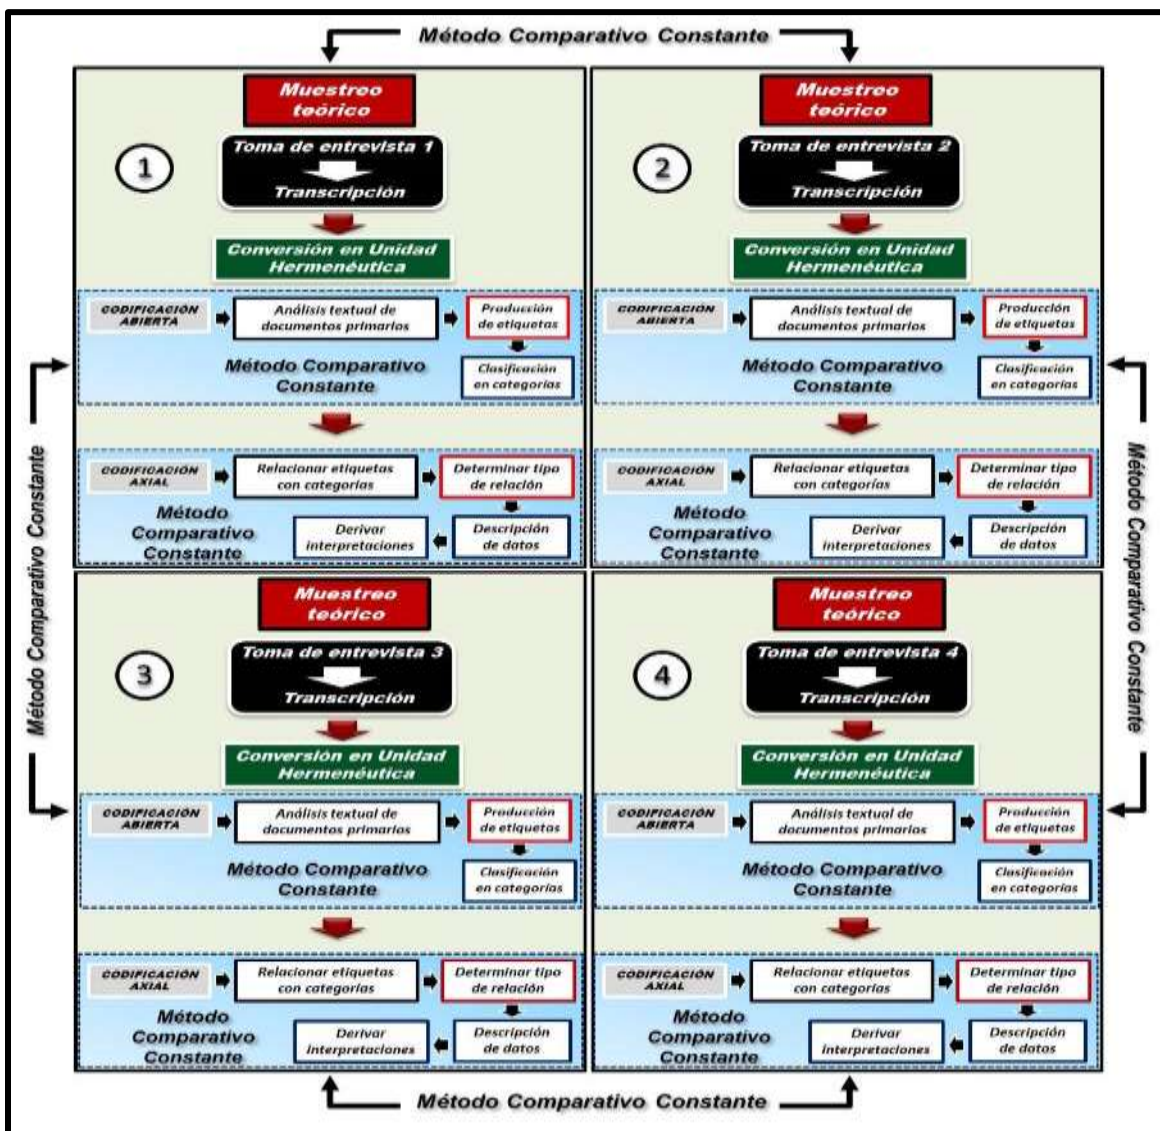 Método Comparativo Constante
Muestreo
teórico
1
Toma de entrevista 1
Transcripción
Conversión en Unidad
Hermenéutica
CODIFICACIÓN
ABIERTA
Análisis textual de
documentos primarios
Producción
de etiquetas
Método Comparativo
Constante
Clasificación
en categorías
CODIFICACIÓN
AXIAL
Relacionar etiquetas
con categorías
Determinar tipo
de relación
Método
Comparativo
Constante
Derivar
interpretaciones
Descripción
de datos
Muestreo
teórico
2
Toma de entrevista 2
Transcripción
Conversión en Unidad
Hermenéutica
CODIFICACIÓN
ABIERTA
Análisis textual de
documentos primarios
Producción
de etiquetas
Método Comparativo
Constante
Clasificación
en categorías
CODIFICACIÓN
AXIAL
Relacionar etiquetas
con categorías
Determinar tipo
de relación
Método
Comparativo
Constante
Derivar
interpretaciones
Descripción
de datos
Método Comparativo Constante
Método Comparativo Constante
Muestreo
teórico
3
Toma de entrevista 3
Transcripción
Conversión en Unidad
Hermenéutica
CODIFICACIÓN
ABIERTA
Análisis textual de
documentos primarios
Producción
de etiquetas
Método Comparativo
Constante
Clasificación
en categorías
CODIFICACIÓN
AXIAL
Relacionar etiquetas
con categorías
Determinar tipo
de relación
Método
Comparativo
Constante
Derivar
interpretaciones
Descripción
de datos
Muestreo
teórico
4
Toma de entrevista 4
Transcripción
Conversión en Unidad
Hermenéutica
CODIFICACIÓN
ABIERTA
Análisis textual de
documentos primarios
Producción
de etiquetas
Método Comparativo
Constante
Clasificación
en categorías
CODIFICACIÓN
AXIAL
Relacionar etiquetas
con categorías
Determinar tipo
de relación
Método
Comparativo
Constante
Derivar
interpretaciones
Descripción
de datos
Método Comparativo Constante